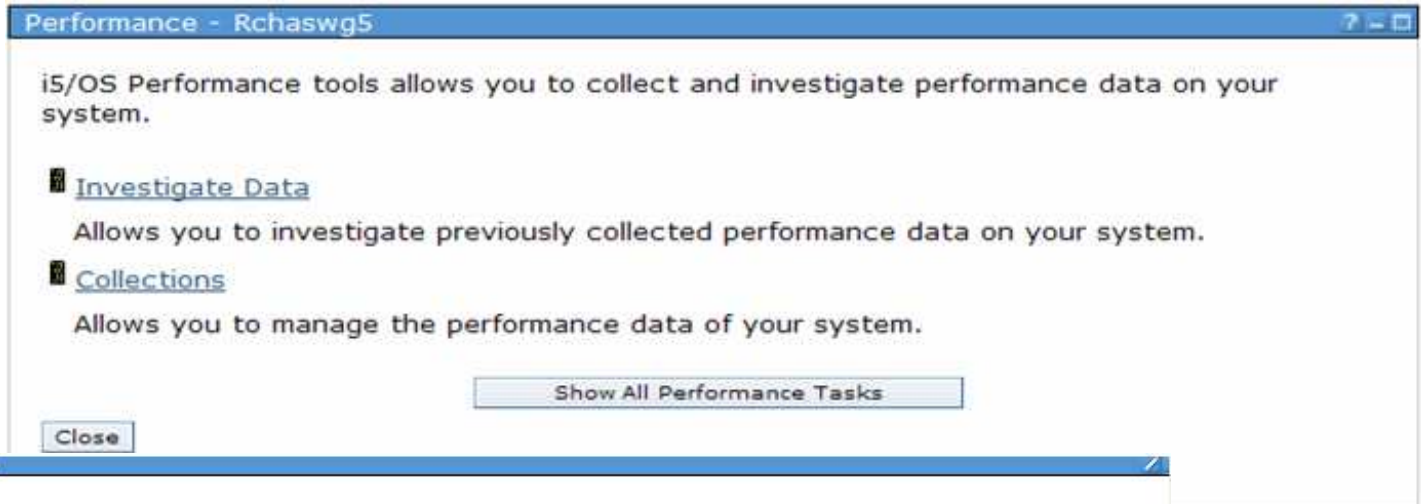 Performance - Rchaswg5
i5/OS Performance tools allows you to collect and investigate performance data on your
system.
Investigate Data
Allows you to investigate previously collected performance data on your system.
Collections
Allows you to manage the performance data of your system.
Show All Performance Tasks
Close